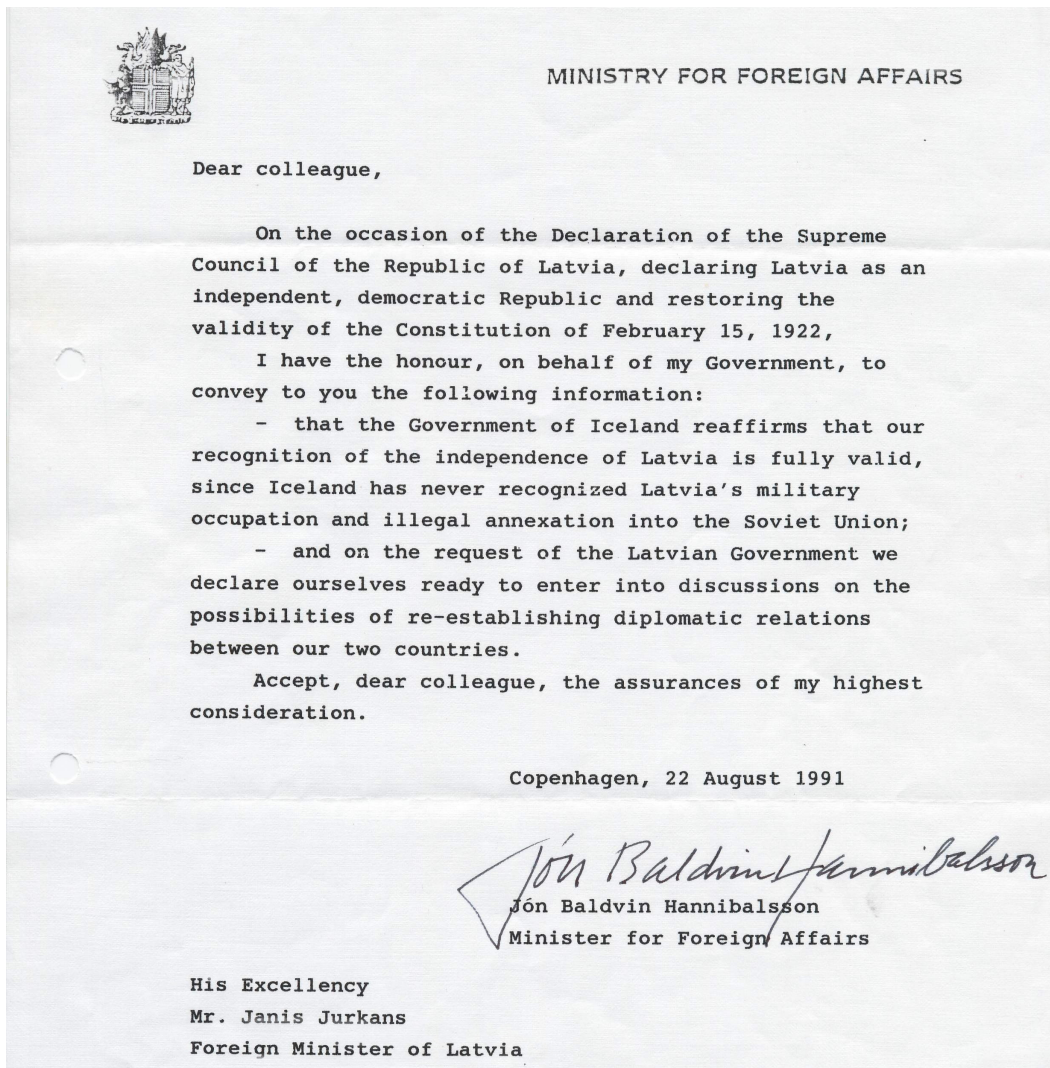 MINISTRY FOR FOREIGN AFFAIRS
Dear colleague,
On the occasion of the Declaration of the Supreme
Council of the Republic of Latvia, declaring Latvia as an
independent, democratic Republic and restoring the
validity of the Constitution of February 15, 1922,
I have the honour, on behalf of my Government, to
convey to you the following information:
- that the Government of Iceland reaffirms that our
recognition of the independence of Latvia is fully valid,
since Iceland has never recognized Latvia's military
occupation and illegal annexation into the Soviet Union;
- and on the request of the Latvian Government we
declare ourselves ready to enter into discussions on the
possibilities of re-establishing diplomatic relations
between our two countries.
Accept, dear colleague, the assurances of my highest
consideration.
Copenhagen, 22 August 1991
Jón Baldvin Hannibalsson
Jón Baldvin Hannibalsson
Minister for Foreign Affairs
His Excellency
Mr. Janis Jurkans
Foreign Minister of Latvia